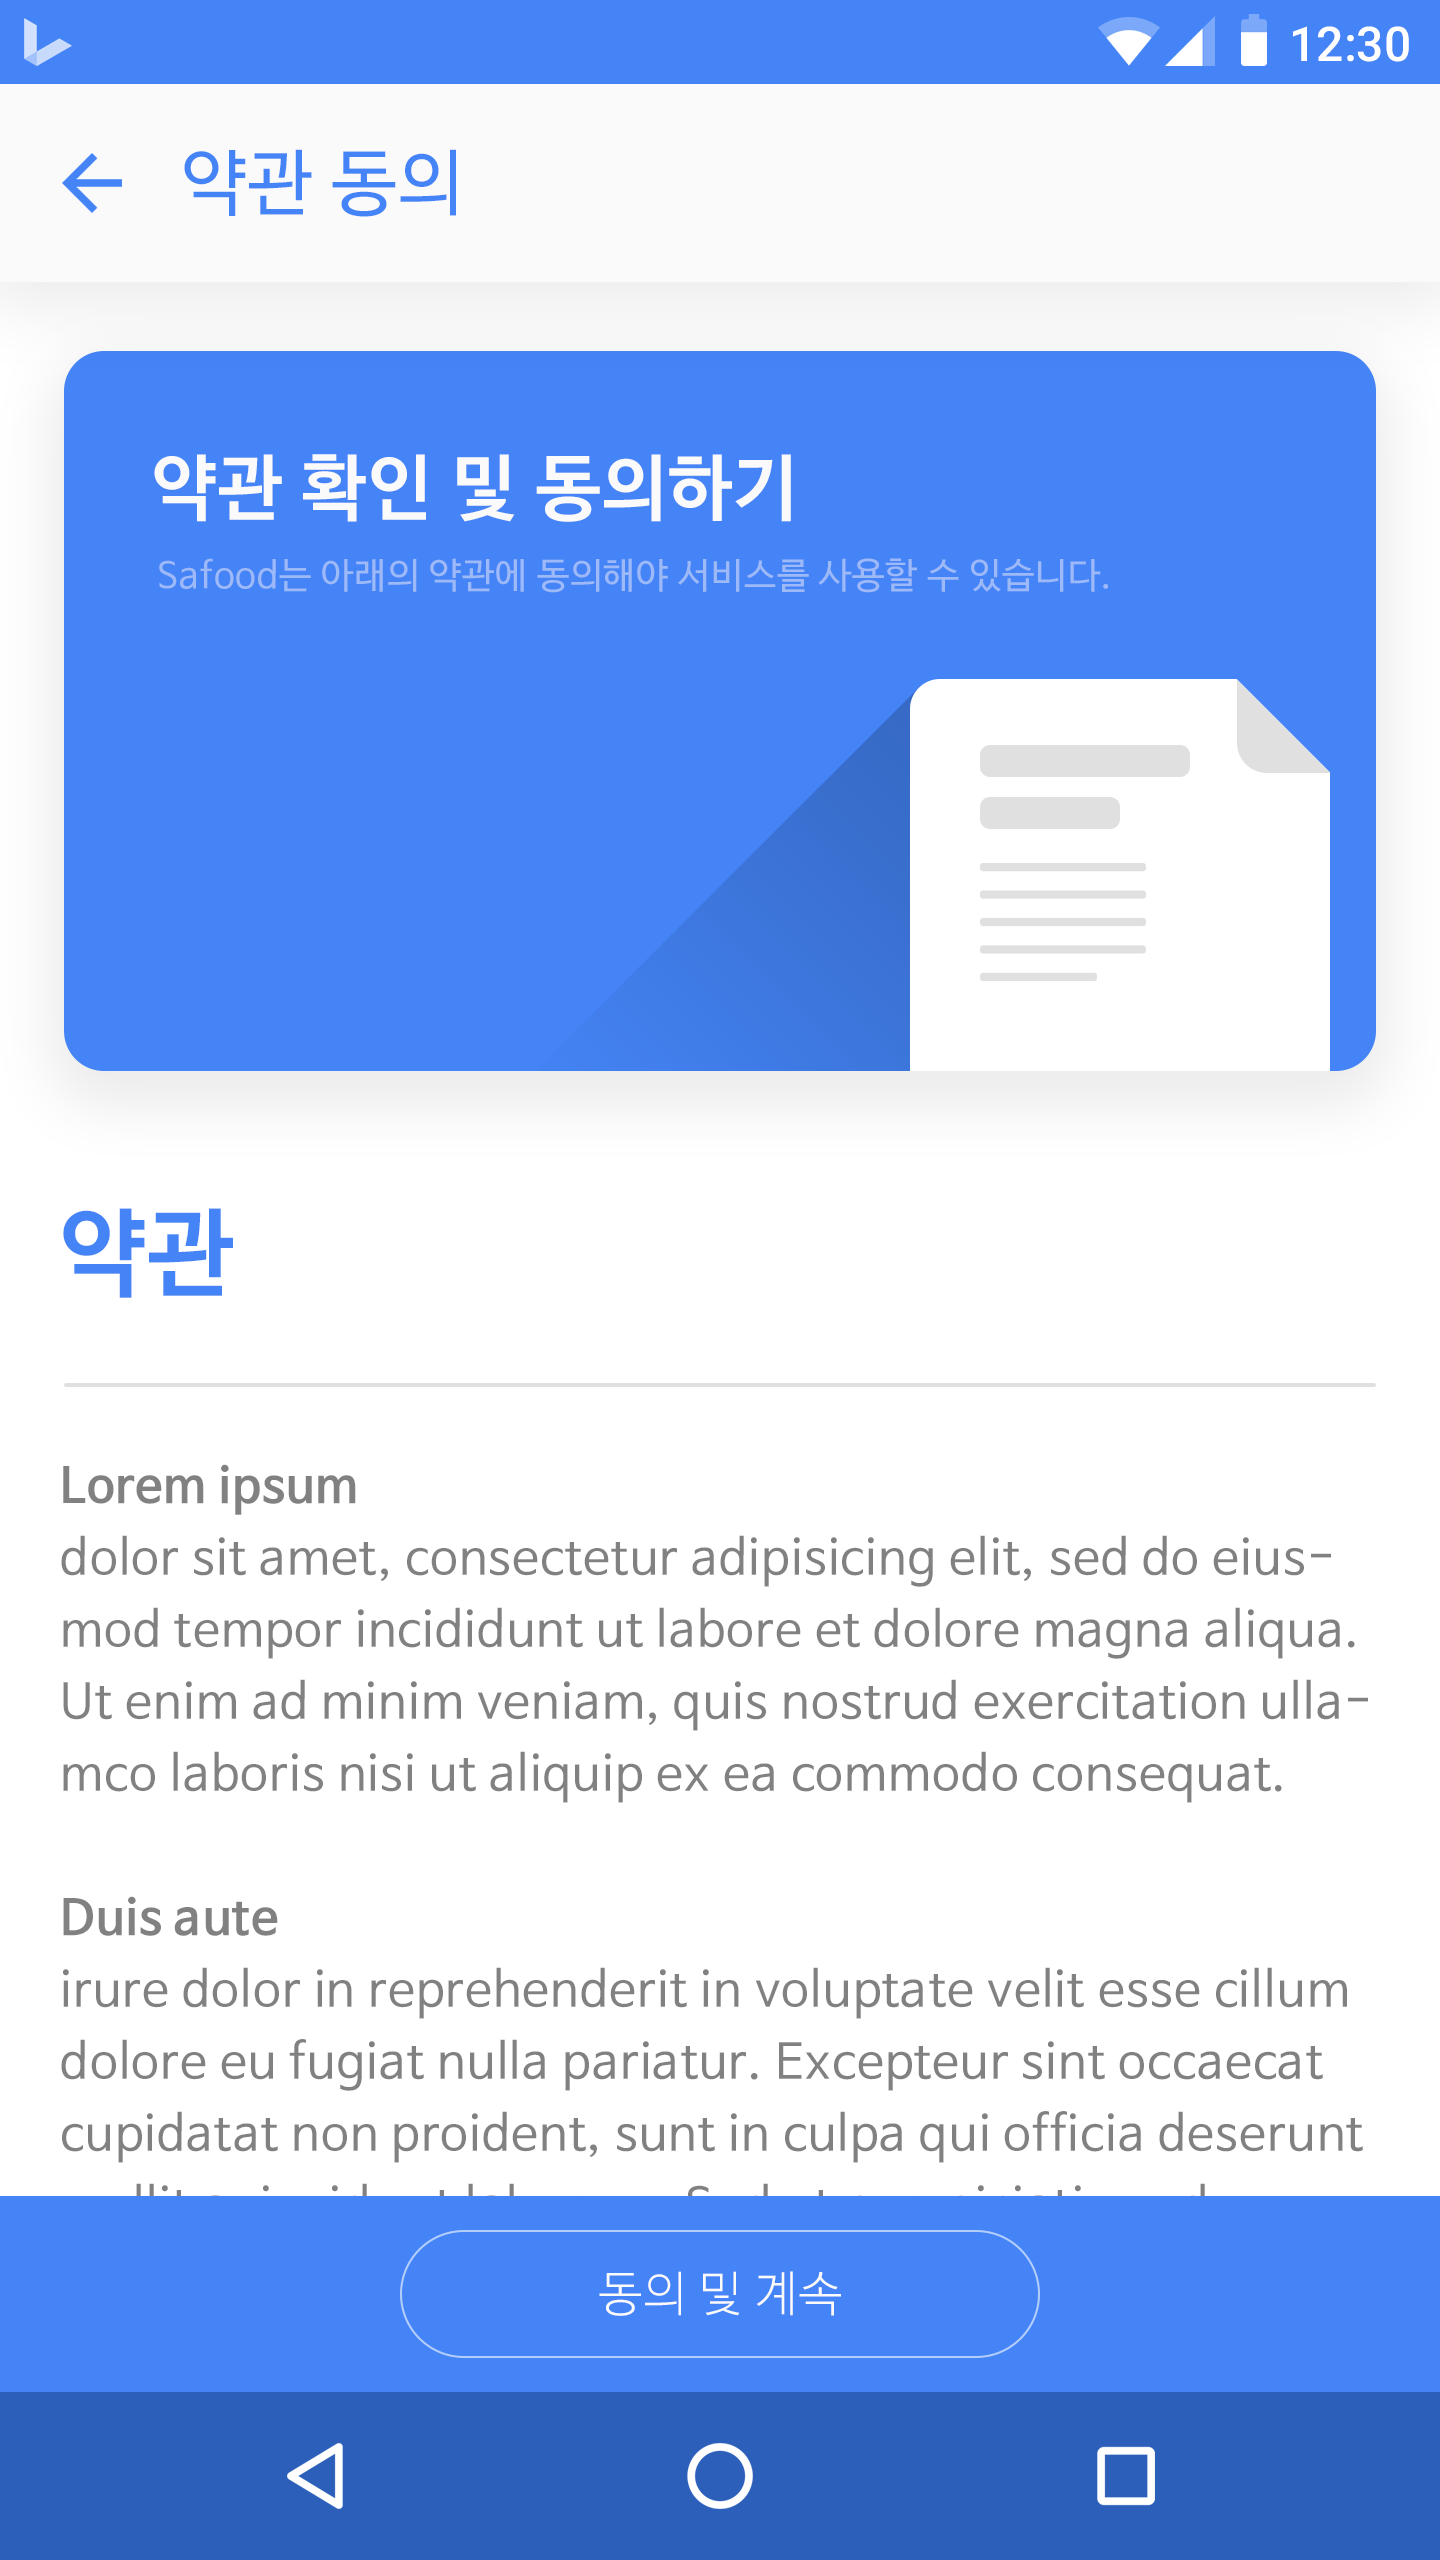 12:30
약관 동의
약관 확인 및 동의하기
Safood는 아래의 약관에 동의해야 서비스를 사용할 수 있습니다.
약관
Lorem ipsum
dolor sit amet, consectetur adipisicing elit, sed do eius-
mod tempor incididunt ut labore et dolore magna aliqua.
Ut enim ad minim veniam, quis nostrud exercitation ulla-
mco laboris nisi ut aliquip ex ea commodo consequat.
Duis aute
irure dolor in reprehenderit in voluptate velit esse cillum
dolore eu fugiat nulla pariatur. Excepteur sint occaecat
cupidatat non proident, sunt in culpa qui officia deserunt
동의 및 계속